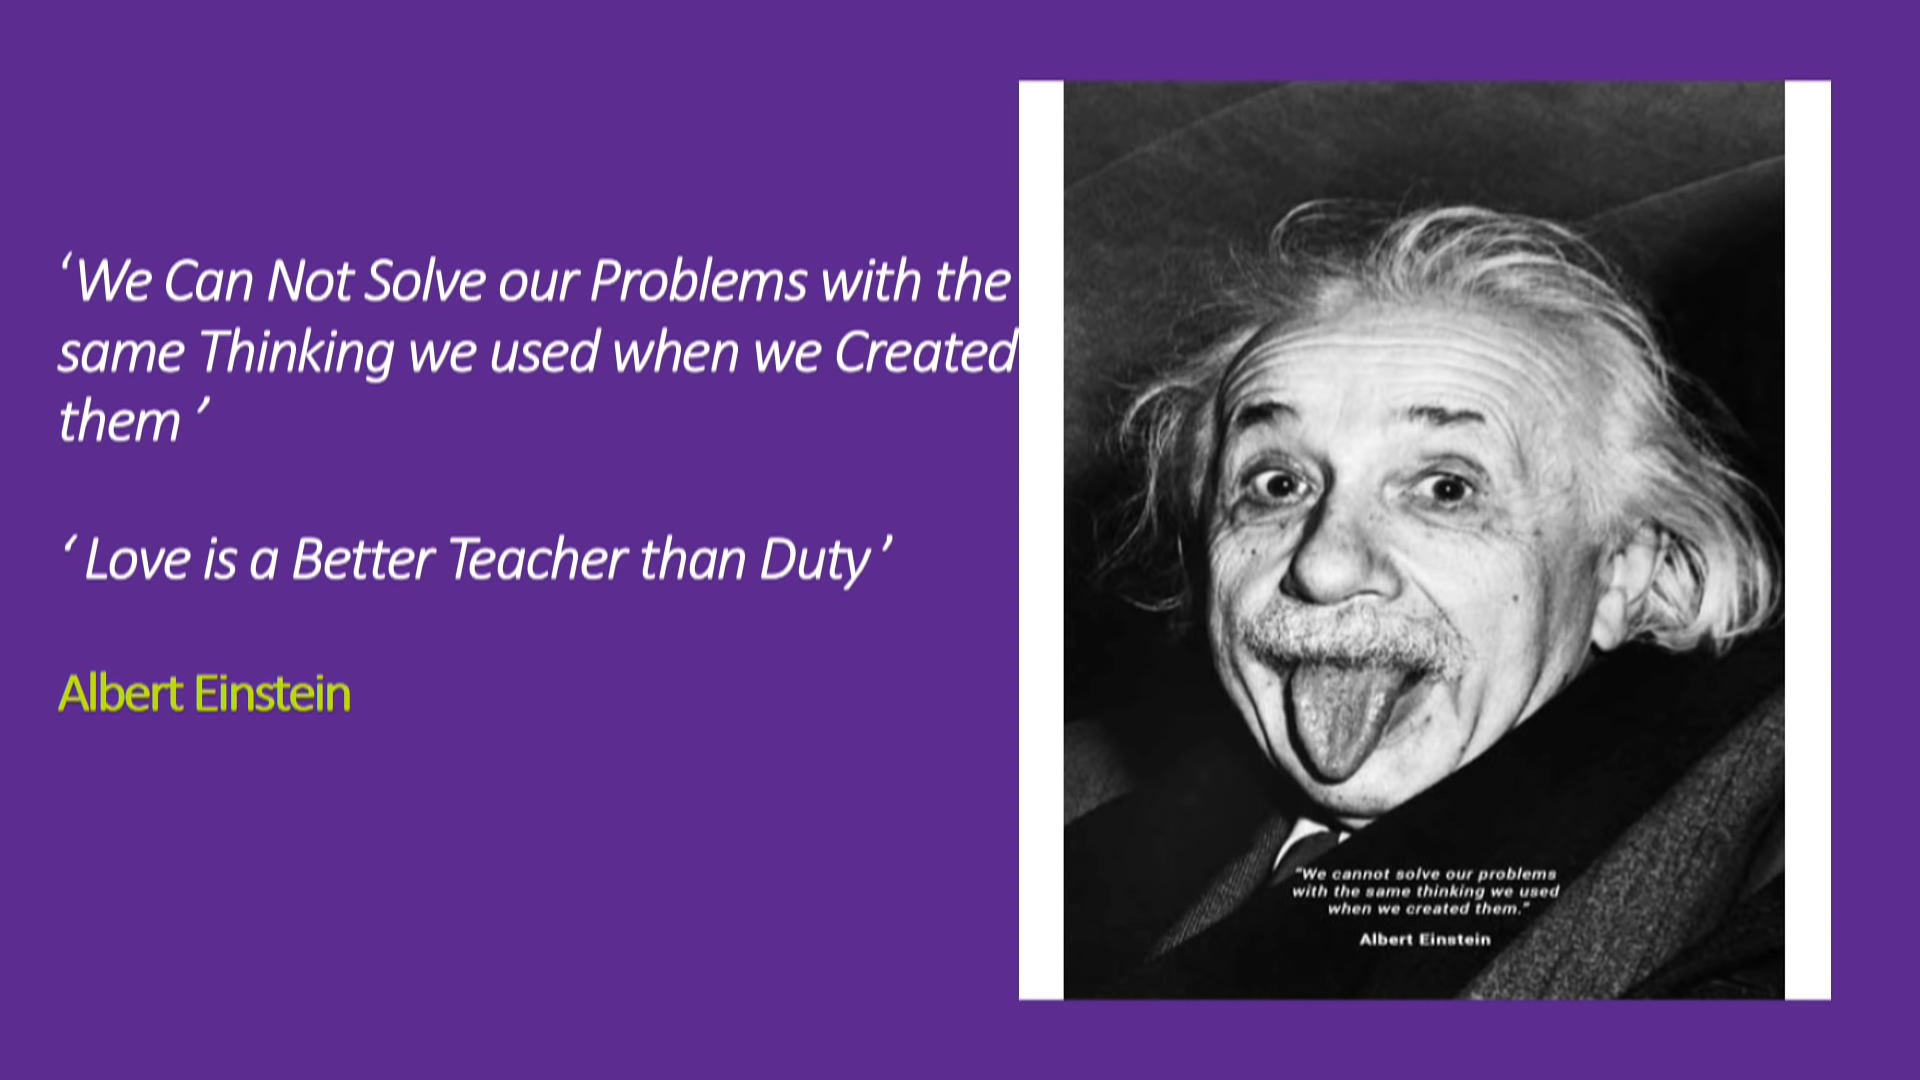 ‘We Can Not Solve our Problems with the
same Thinking we used when we Created
them ’
‘ Love is a Better Teacher than Duty ’
Albert Einstein
“We cannot solve our problems
with the same thinking we used
when we created them.”
Albert Einstein